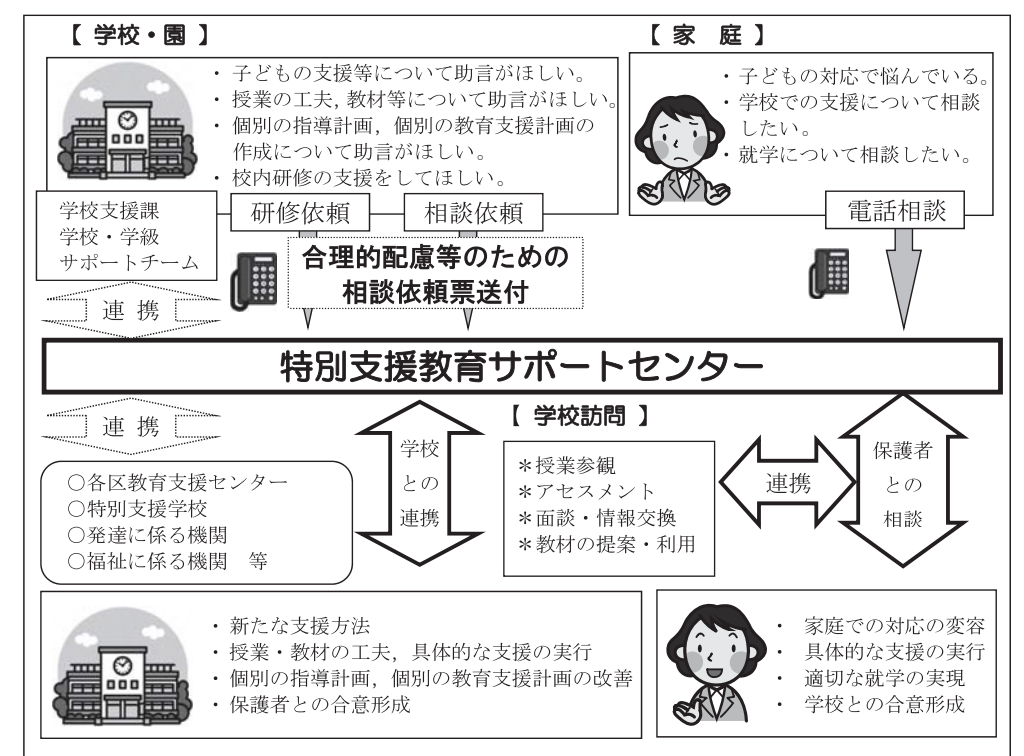 【 学校・園 】
・ 子どもの支援等について助言がほしい。
・ 授業の工夫, 教材等について助言がほしい。
・ 個別の指導計画，個別の教育支援計画の
作成について助言がほしい。
・ 校内研修の支援をしてほしい。
学校支援課
学校・学級
サポートチーム
研修依頼
相談依頼
合理的配慮等のための
相談依頼票送付
連 携
【 家　庭 】
・ 子どもの対応で悩んでいる。
・ 学校での支援について相談
したい。
・ 就学について相談したい。
電話相談
特別支援教育サポートセンター
連 携
○各区教育支援センター
○特別支援学校
○発達に係る機関
○福祉に係る機関　等
学校
との
連携
【 学校訪問 】
＊授業参観
＊アセスメント
＊面談・情報交換
＊教材の提案・利用
連携
保護者
との
相談
・ 新たな支援方法
・ 授業・教材の工夫，具体的な支援の実行
・ 個別の指導計画，個別の教育支援計画の改善
・ 保護者との合意形成
・ 家庭での対応の変容
・ 具体的な支援の実行
・ 適切な就学の実現
・ 学校との合意形成